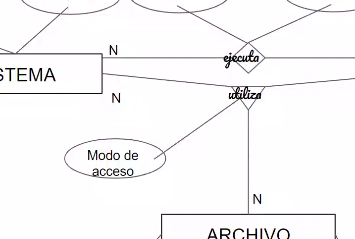 N
ejecuta
STEMA
N
utiliza
Modo de
acceso
N
ARCHIVO